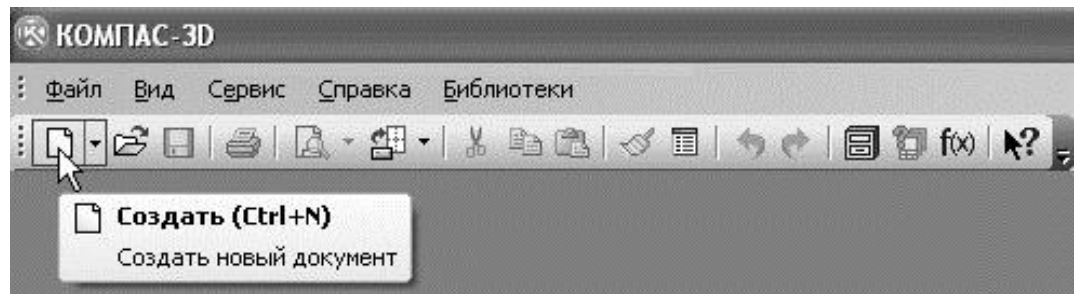 КОМПАС-3D
Файл Вид Сервис Справка Библиотеки
f(x) ?
Создать (Ctrl+N)
Создать новый документ